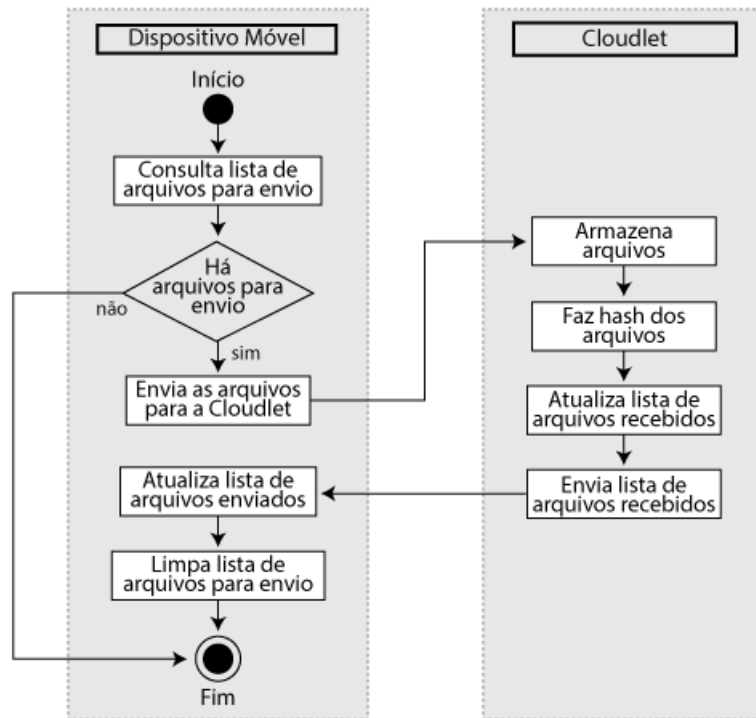 Dispositivo Móvel
Início
Consulta lista de
arquivos para envio
Há
arquivos para
envio
não
sim
Envia as arquivos
para a Cloudlet
Atualiza lista de
arquivos enviados
Limpa lista de
arquivos para envio
Fim
Cloudlet
Armazena
arquivos
Faz hash dos
arquivos
Atualiza lista de
arquivos recebidos
Envia lista de
arquivos recebidos